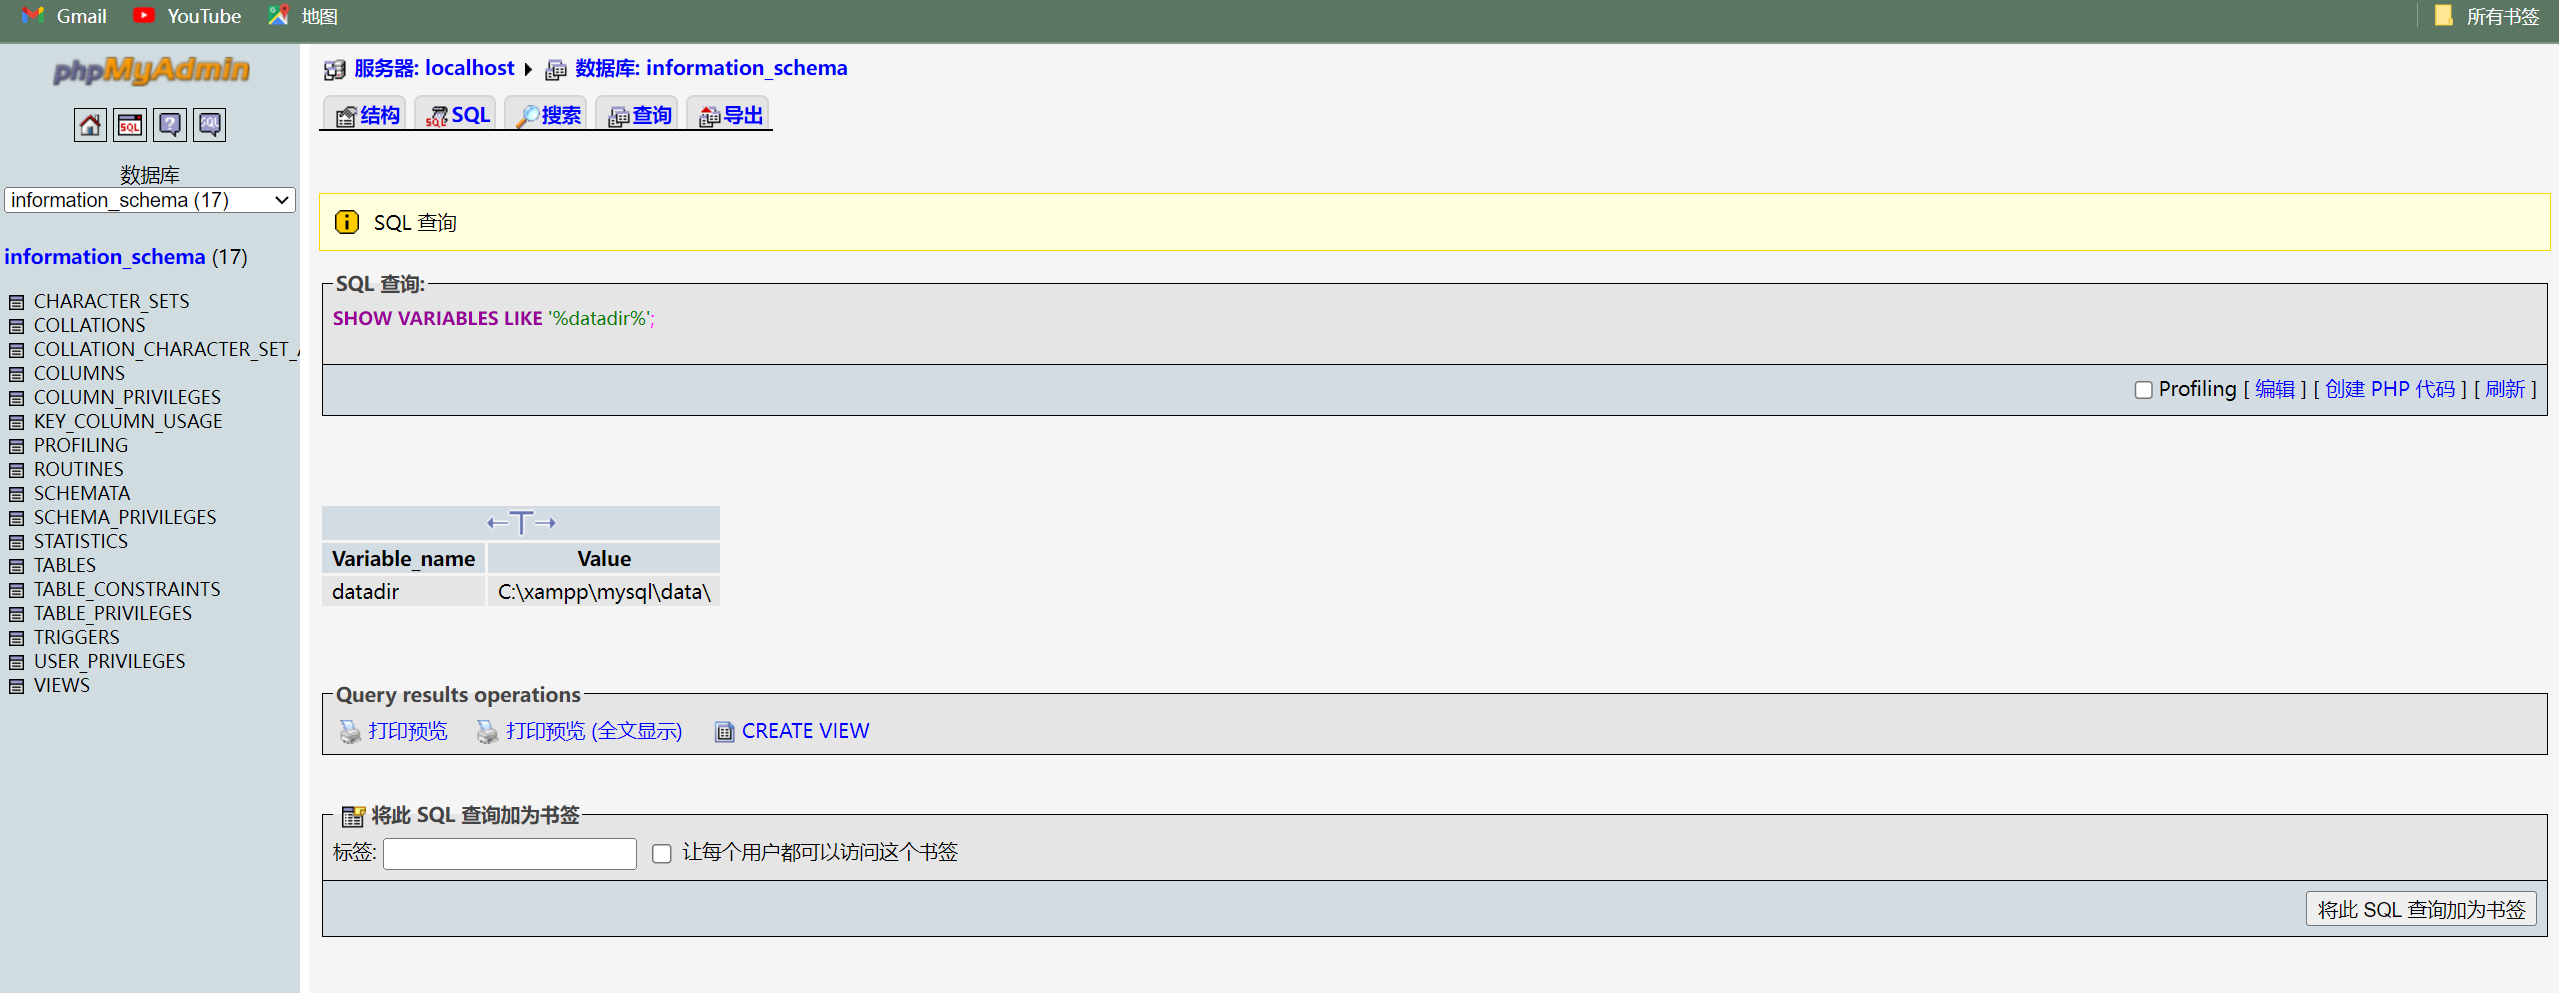 Gmail YouTube 地图 所有书签
phpMyAdmin
SQL ? SQL
数据库
information_schema (17)
information_schema (17)
CHARACTER_SETS
COLLATIONS
COLLATION_CHARACTER_SET_
COLUMNS
COLUMN_PRIVILEGES
KEY_COLUMN_USAGE
PROFILING
ROUTINES
SCHEMATA
SCHEMA_PRIVILEGES
STATISTICS
TABLES
TABLE_CONSTRAINTS
TABLE_PRIVILEGES
TRIGGERS
USER_PRIVILEGES
VIEWS
服务器: localhost 数据库: information_schema
结构 SQL 搜索 查询 导出
SQL 查询
SQL 查询:
SHOW VARIABLES LIKE '%datadir%';
Profiling [ 编辑 ] [ 创建 PHP 代码 ] [ 刷新 ]
←T→
Variable_name Value
datadir C:\xampp\mysql\data\
Query results operations
打印预览 打印预览 (全文显示) CREATE VIEW
将此 SQL 查询加为书签
标签: 让每个用户都可以访问这个书签
将此 SQL 查询加为书签